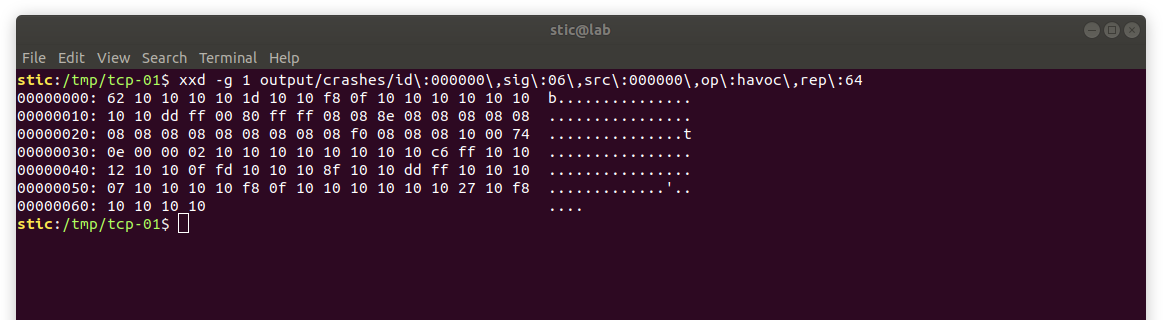 stic@lab
File Edit View Search Terminal Help
stic:/tmp/tcp-01$ xxd -g 1 output/crashes/id\:000000\,sig\:06\,src\:000000\,op\:havoc\,rep\:64
00000000: 62 10 10 10 10 1d 10 10 f8 0f 10 10 10 10 10 10  b...............
00000010: 10 10 dd ff 00 80 ff ff 08 08 8e 08 08 08 08 08  ................
00000020: 08 08 08 08 08 08 08 08 08 f0 08 08 08 10 00 74  ...............t
00000030: 0e 00 00 02 10 10 10 10 10 10 10 10 c6 ff 10 10  ................
00000040: 12 10 10 0f fd 10 10 10 8f 10 10 dd ff 10 10 10  ................
00000050: 07 10 10 10 10 f8 0f 10 10 10 10 10 10 27 10 f8  .............'..
00000060: 10 10 10 10                                      ....
stic:/tmp/tcp-01$